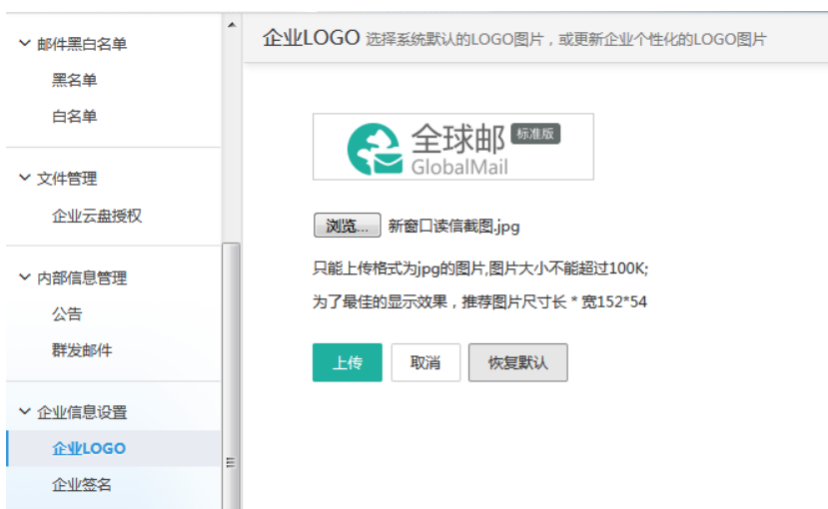 邮件黑白名单
黑名单
白名单
文件管理
企业云盘授权
内部信息管理
公告
群发邮件
企业信息设置
企业LOGO
企业签名
企业LOGO 选择系统默认的LOGO图片，或更新企业个性化的LOGO图片
全球邮 标准版
GlobalMail
浏览... 新窗口读信截图.jpg
只能上传格式为jpg的图片,图片大小不能超过100K;
为了最佳的显示效果，推荐图片尺寸长 * 宽152*54
上传 取消 恢复默认